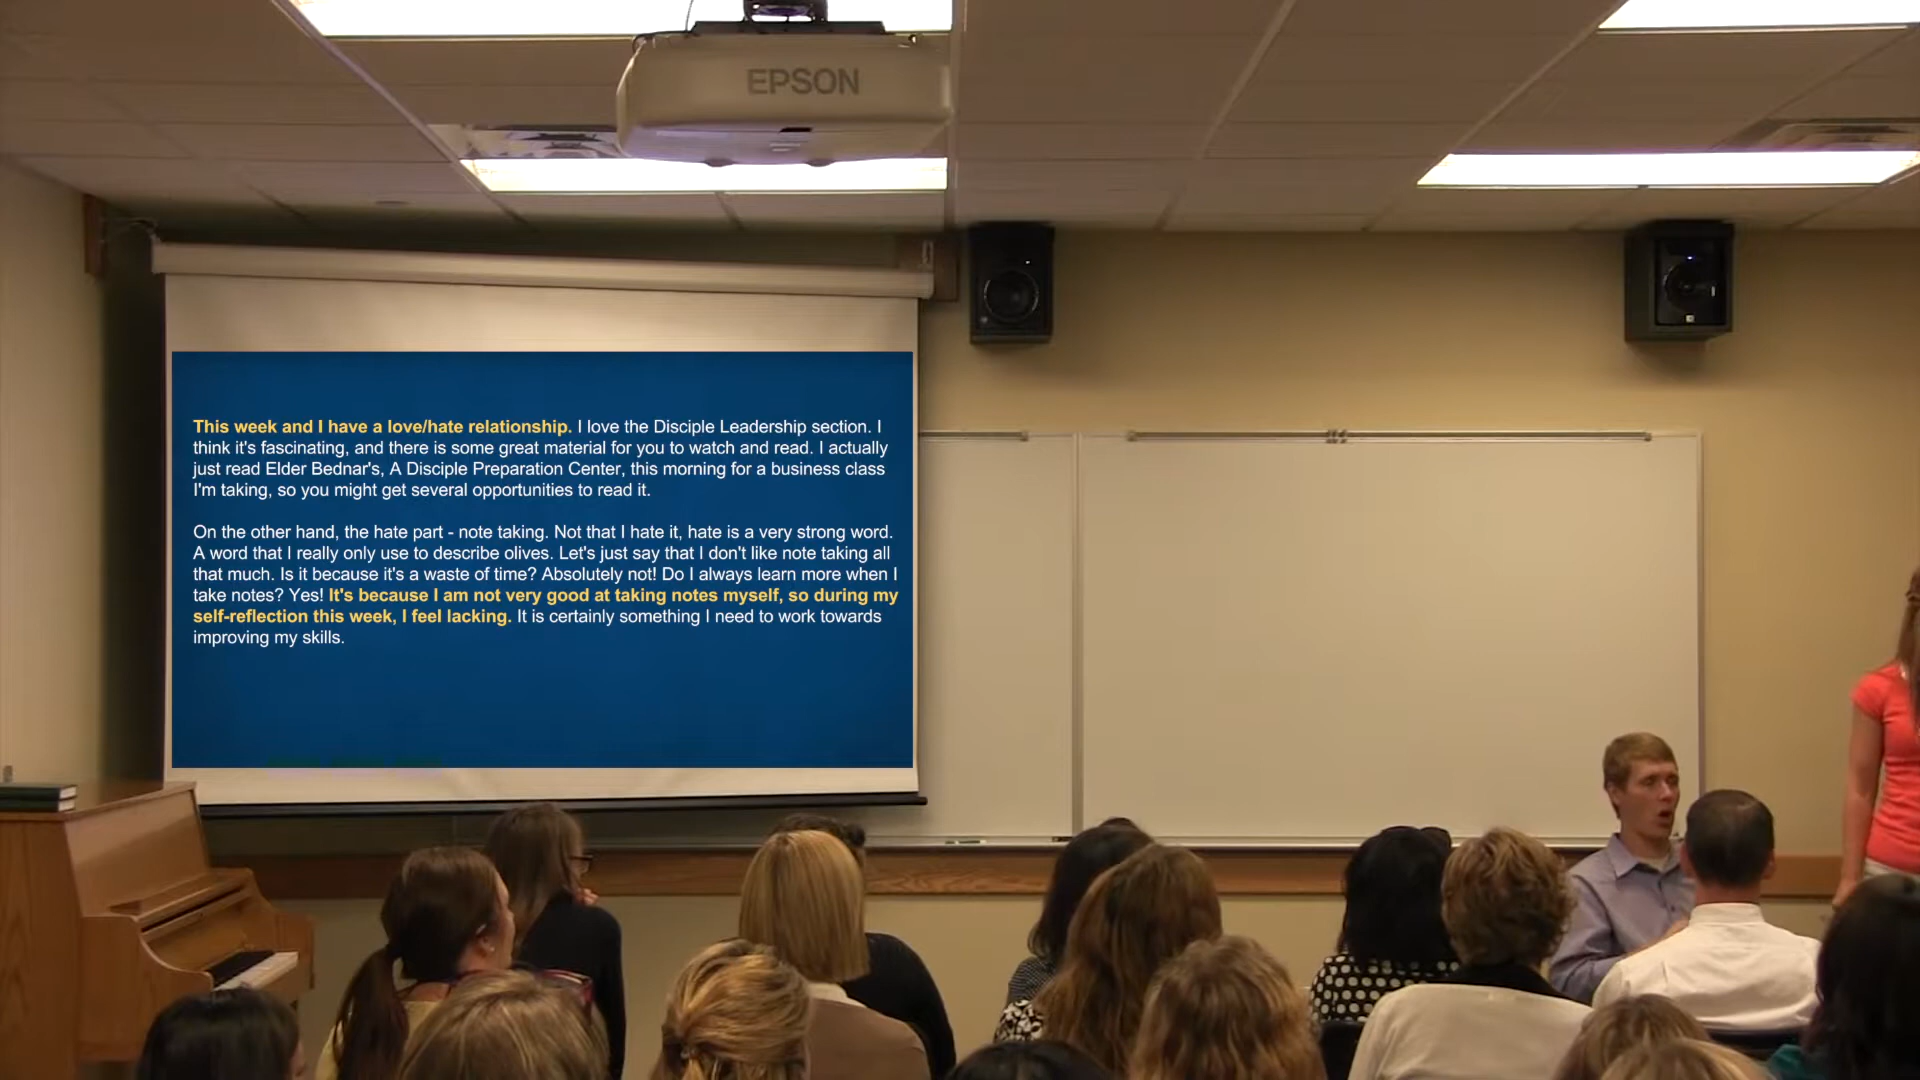 EPSON
This week and I have a love/hate relationship. I love the Disciple Leadership section. I
think it's fascinating, and there is some great material for you to watch and read. I actually
just read Elder Bednar's, A Disciple Preparation Center, this morning for a business class
I'm taking, so you might get several opportunities to read it.
On the other hand, the hate part - note taking. Not that I hate it, hate is a very strong word.
A word that I really only use to describe olives. Let's just say that I don't like note taking all
that much. Is it because it's a waste of time? Absolutely not! Do I always learn more when I
take notes? Yes! It's because I am not very good at taking notes myself, so during my
self-reflection this week, I feel lacking. It is certainly something I need to work towards
improving my skills.